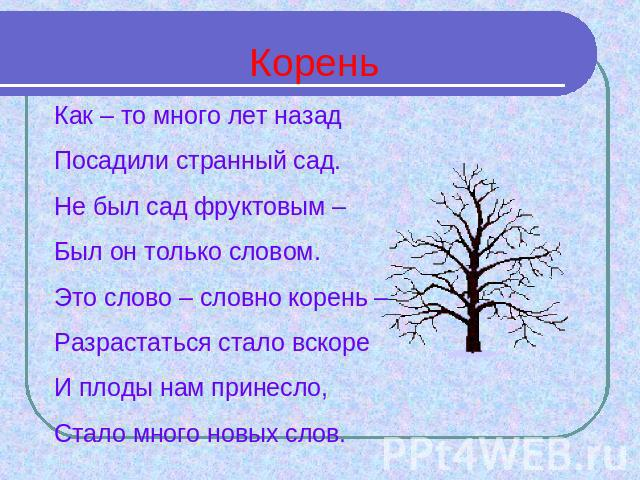 Корень
Как – то много лет назад
Посадили странный сад.
Не был сад фруктовым –
Был он только словом.
Это слово – словно корень –
Разрастаться стало вскоре
И плоды нам принесло,
Стало много новых слов.
PPt4WEB.ru